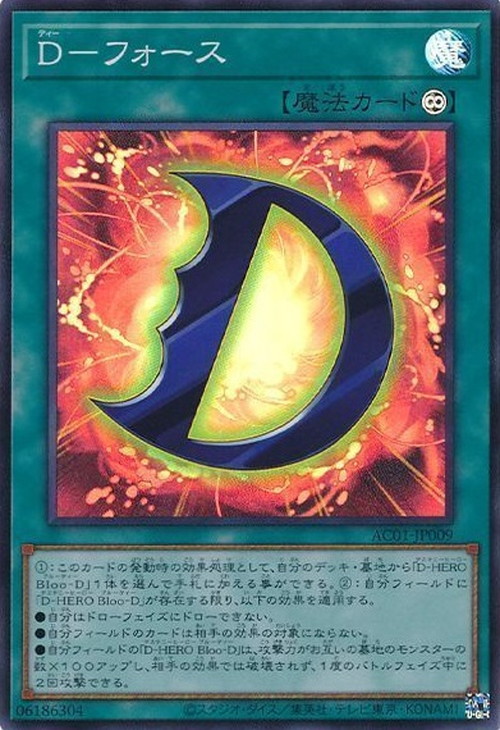 ディー
D－フォース
魔
【魔法カード∞】
AC01-JP009
①：このカードの発動時の効果処理として、自分のデッキ・墓地から「D-HERO
Bloo-D」1体を選んで手札に加える事ができる。②：自分フィールドに
「D-HERO Bloo-D」が存在する限り、以下の効果を適用する。
●自分はドローフェイズにドローできない。
●自分フィールドのカードは相手の効果の対象にならない。
●自分フィールドの「D-HERO Bloo-D」は、攻撃力がお互いの墓地のモンスターの
数×100アップし、相手の効果では破壊されず、1度のバトルフェイズ中に
2回攻撃できる。
06186304
©スタジオ・ダイス／集英社・テレビ東京・KONAMI